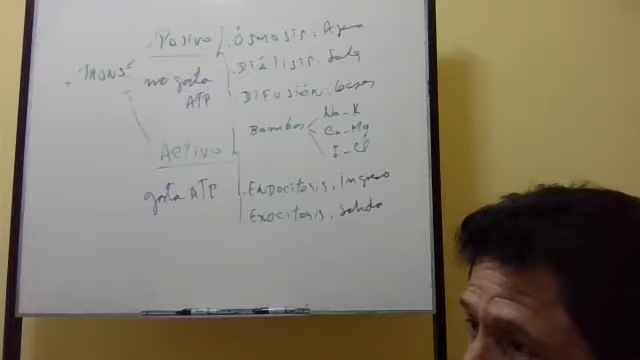 Pasivo
. Ósmosis : Agua
. Trans.
. Diálisis . Sales
no gasta
ATP
. Difusión : Gases
Bombas
Na - K
Ca - Mg
I - Cl
Activo
gasta ATP
. Endocitosis : Ingreso
Exocitosis . Salida